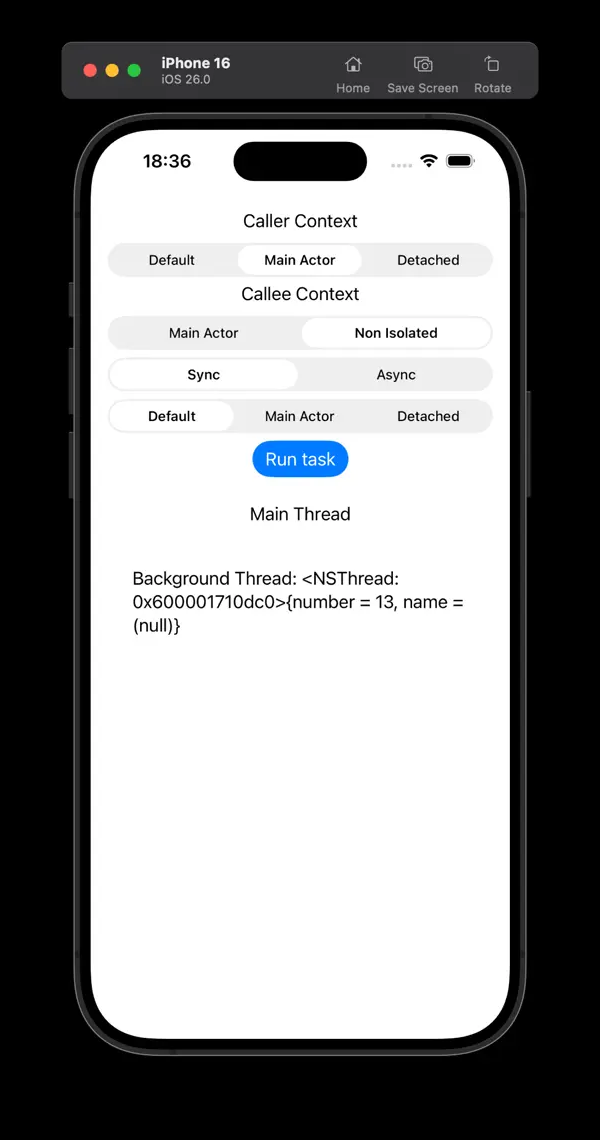 iPhone 16
iOS 26.0
Home Save Screen Rotate
18:36
Caller Context
Default Main Actor Detached
Callee Context
Main Actor Non Isolated
Sync Async
Default Main Actor Detached
Run task
Main Thread
Background Thread: <NSThread:
0x600001710dc0>{number = 13, name =
(null)}